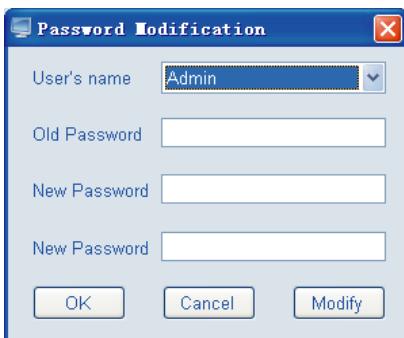 Password Modification
User's name Admin
Old Password
New Password
New Password
OK Cancel Modify